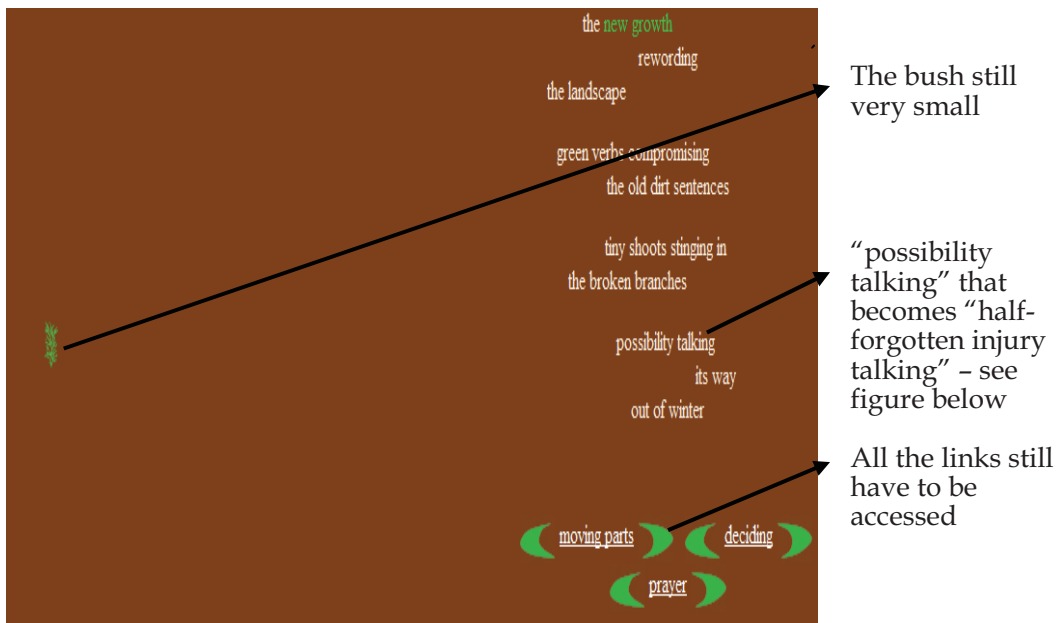 the new growth
rewording
the landscape
green verbs compromising
the old dirt sentences
tiny shoots stinging in
the broken branches
possibility talking
its way
out of winter
moving parts
deciding
prayer
The bush still
very small
“possibility
talking” that
becomes “half-
forgotten injury
talking” – see
figure below
All the links still
have to be
accessed